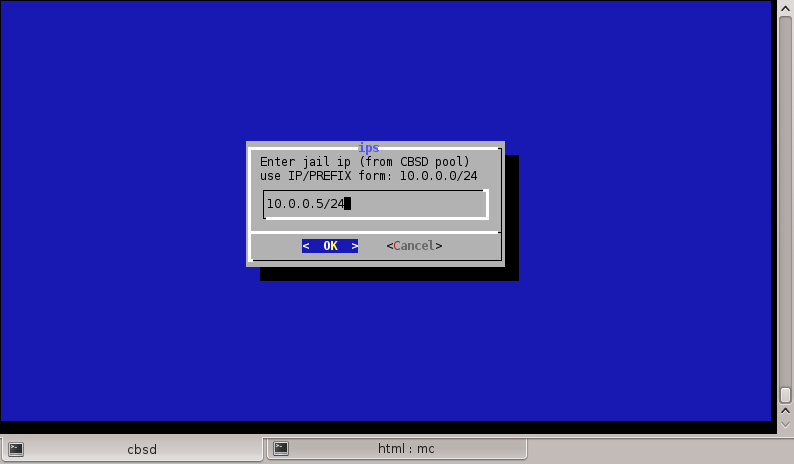 ips
Enter jail ip (from CBSD pool)
use IP/PREFIX form: 10.0.0.0/24
10.0.0.5/24
< OK > <Cancel>
cbsd html : mc